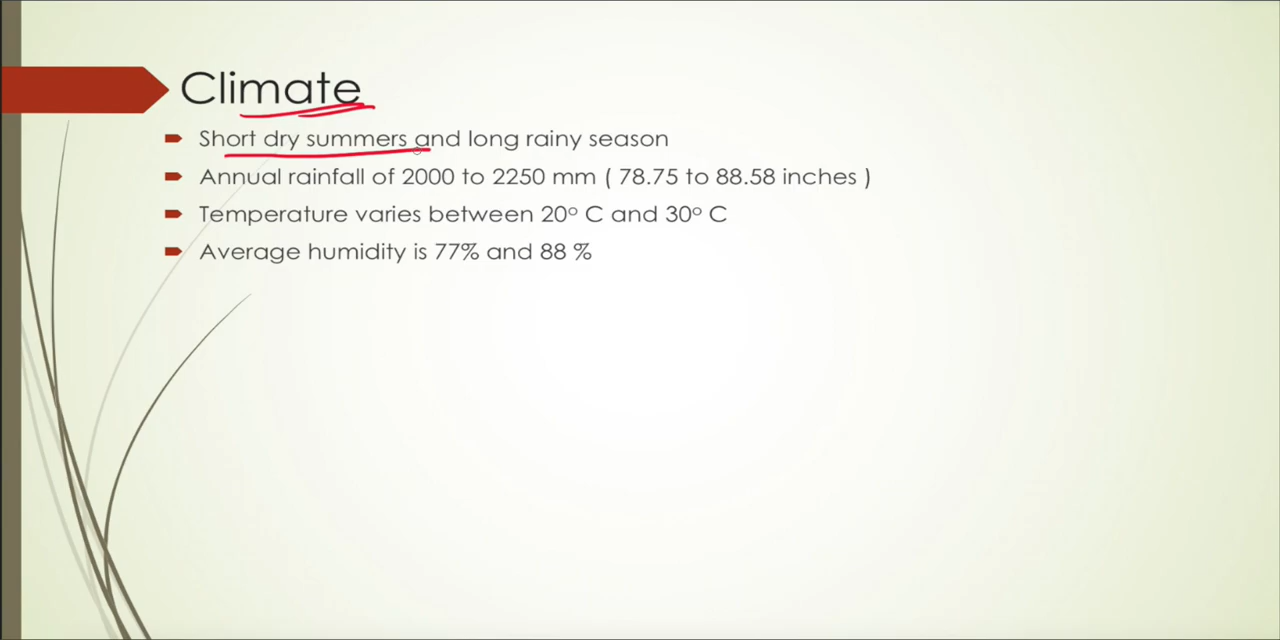 Climate
Short dry summers and long rainy season
Annual rainfall of 2000 to 2250 mm ( 78.75 to 88.58 inches )
Temperature varies between 20° C and 30° C
Average humidity is 77% and 88 %